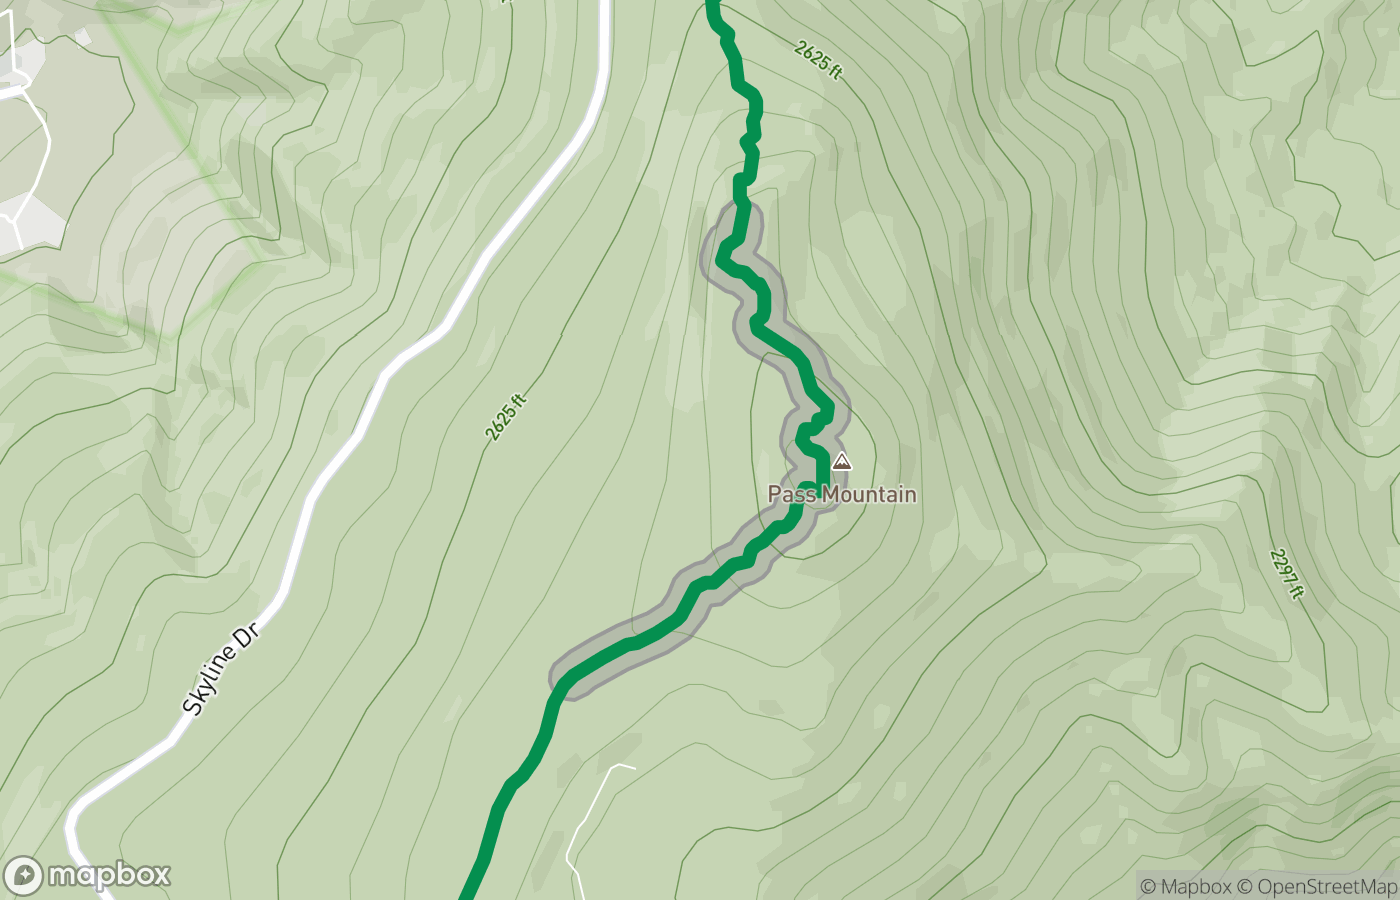 2625 ft
2625 ft
Pass Mountain
2297 ft
Skyline Dr
mapbox
© Mapbox © OpenStreetMap